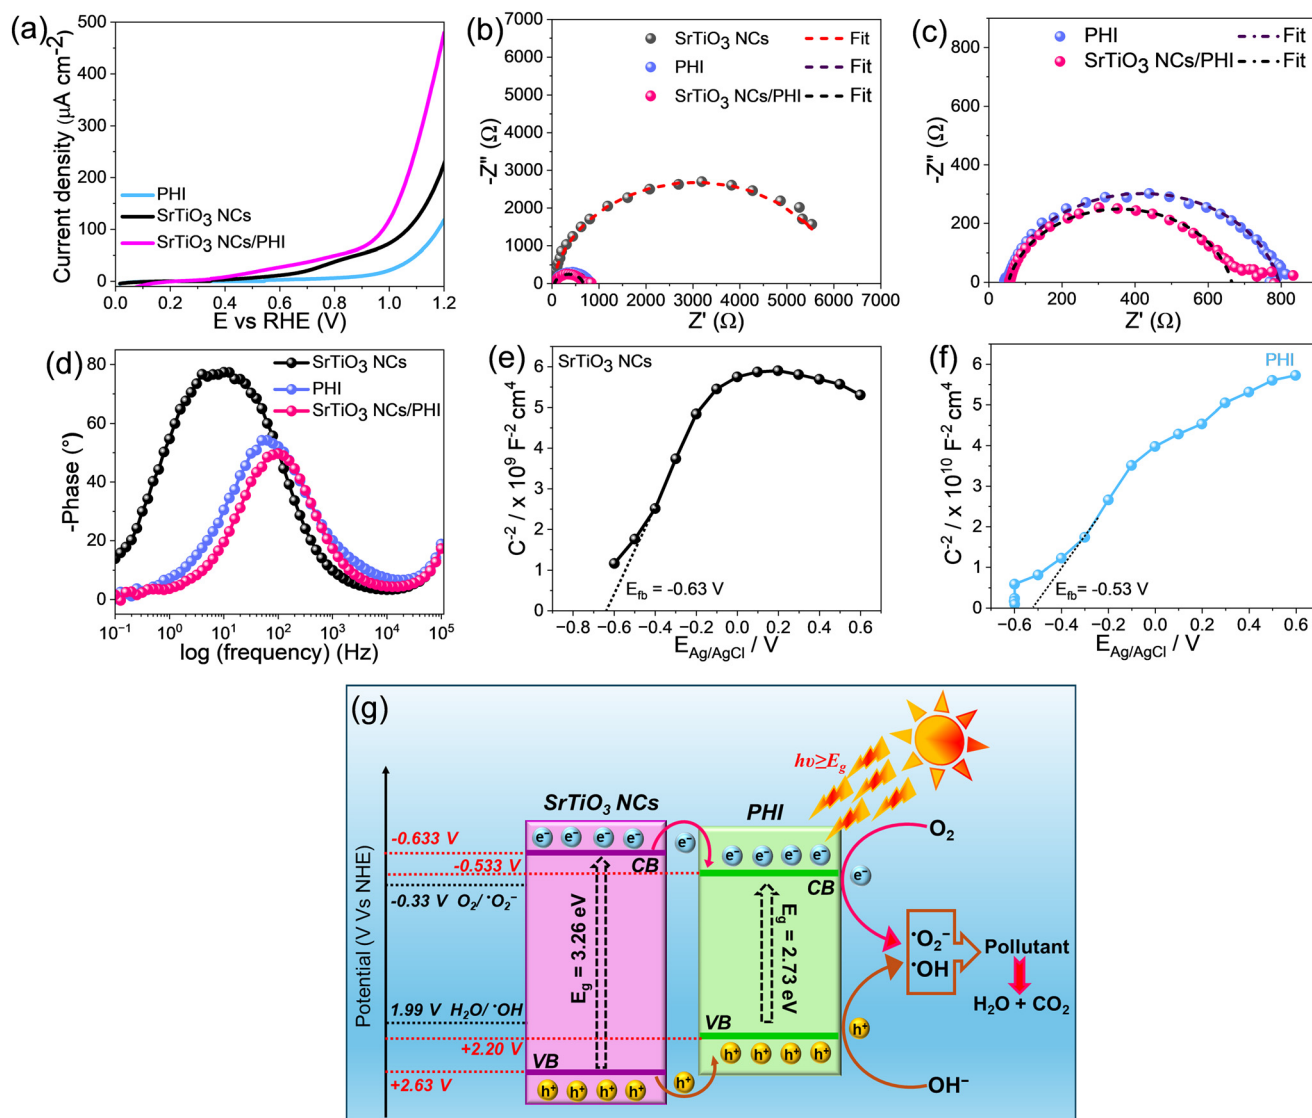 (a)
500
400
300
200
100
0
Current density (µA cm⁻²)
PHI
SrTiO₃ NCs
SrTiO₃ NCs/PHI
0.0 0.2 0.4 0.6 0.8 1.0 1.2
E vs RHE (V)
(b)
7000
6000
5000
4000
3000
2000
1000
0
-Z'' (Ω)
SrTiO₃ NCs Fit
PHI Fit
SrTiO₃ NCs/PHI Fit
0 1000 2000 3000 4000 5000 6000 7000
Z' (Ω)
(c)
800
600
400
200
0
-Z'' (Ω)
PHI Fit
SrTiO₃ NCs/PHI Fit
0 200 400 600 800
Z' (Ω)
(d)
80
60
40
20
0
-Phase (°)
SrTiO₃ NCs
PHI
SrTiO₃ NCs/PHI
10⁻¹ 10⁰ 10¹ 10² 10³ 10⁴ 10⁵
log (frequency) (Hz)
(e)
SrTiO₃ NCs
6
5
4
3
2
1
0
C⁻² / x 10⁹ F⁻² cm⁴
E_fb = -0.63 V
−0.8 −0.6 −0.4 −0.2 0.0 0.2 0.4 0.6
E_Ag/AgCl / V
(f)
PHI
6
5
4
3
2
1
0
C⁻² / x 10¹⁰ F⁻² cm⁴
E_fb= -0.53 V
−0.6 −0.4 −0.2 0.0 0.2 0.4 0.6
E_Ag/AgCl / V
(g)
Potential (V Vs NHE)
hυ≥E_g
SrTiO₃ NCs
PHI
e⁻ e⁻ e⁻ e⁻
e⁻
e⁻ e⁻ e⁻ e⁻
O₂
e⁻
-0.633 V
CB
-0.533 V
CB
-0.33 V O₂/ •O₂⁻
E_g = 3.26 eV
E_g = 2.73 eV
•O₂⁻
•OH
Pollutant
H₂O + CO₂
1.99 V H₂O/ •OH
VB
h⁺
+2.20 V
VB
h⁺ h⁺ h⁺ h⁺
+2.63 V
h⁺ h⁺ h⁺ h⁺
h⁺
OH⁻